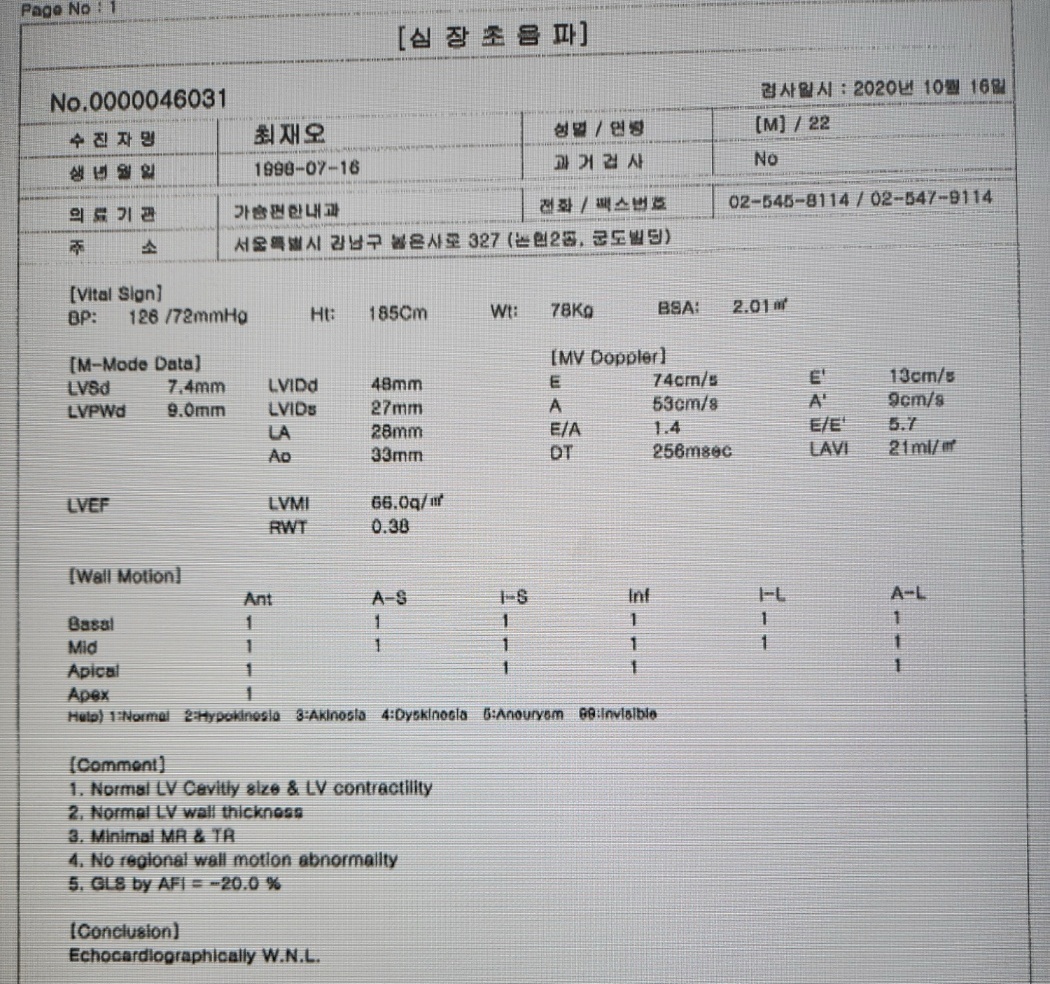 Page No : 1
[심 장 초 음 파]
No.0000046031 검사일시 : 2020년 10월 16일
수 진 자 명 최재오 성별 / 연령 [M] / 22
생 년 월 일 1998-07-16 과 거 검 사 No
의 료 기 관 가슴편한내과 전화 / 팩스번호 02-545-8114 / 02-547-9114
주 소 서울특별시 강남구 봉은사로 327 (논현2동, 궁도빌딩)
[Vital Sign]
BP: 126 /72mmHg Ht: 185Cm Wt: 78Kg BSA: 2.01㎡
[M-Mode Data] [MV Doppler]
LVSd 7.4mm LVIDd 48mm E 74cm/s E' 13cm/s
LVPWd 9.0mm LVIDs 27mm A 53cm/s A' 9cm/s
LA 28mm E/A 1.4 E/E' 5.7
Ao 33mm DT 256msec LAVI 21ml/㎡
LVEF LVMI 66.0g/㎡
RWT 0.38
[Wall Motion]
Ant A-S I-S Inf I-L A-L
Basal 1 1 1 1 1 1
Mid 1 1 1 1 1 1
Apical 1 1 1 1
Apex 1
Help) 1:Normal 2:Hypokinesia 3:Akinesia 4:Dyskinesia 5:Anourysm 99:Invisible
[Comment]
1. Normal LV Cavitiy size & LV contractility
2. Normal LV wall thickness
3. Minimal MR & TR
4. No regional wall motion abnormality
5. GLS by AFI = -20.0 %
[Conclusion]
Echocardiographically W.N.L.